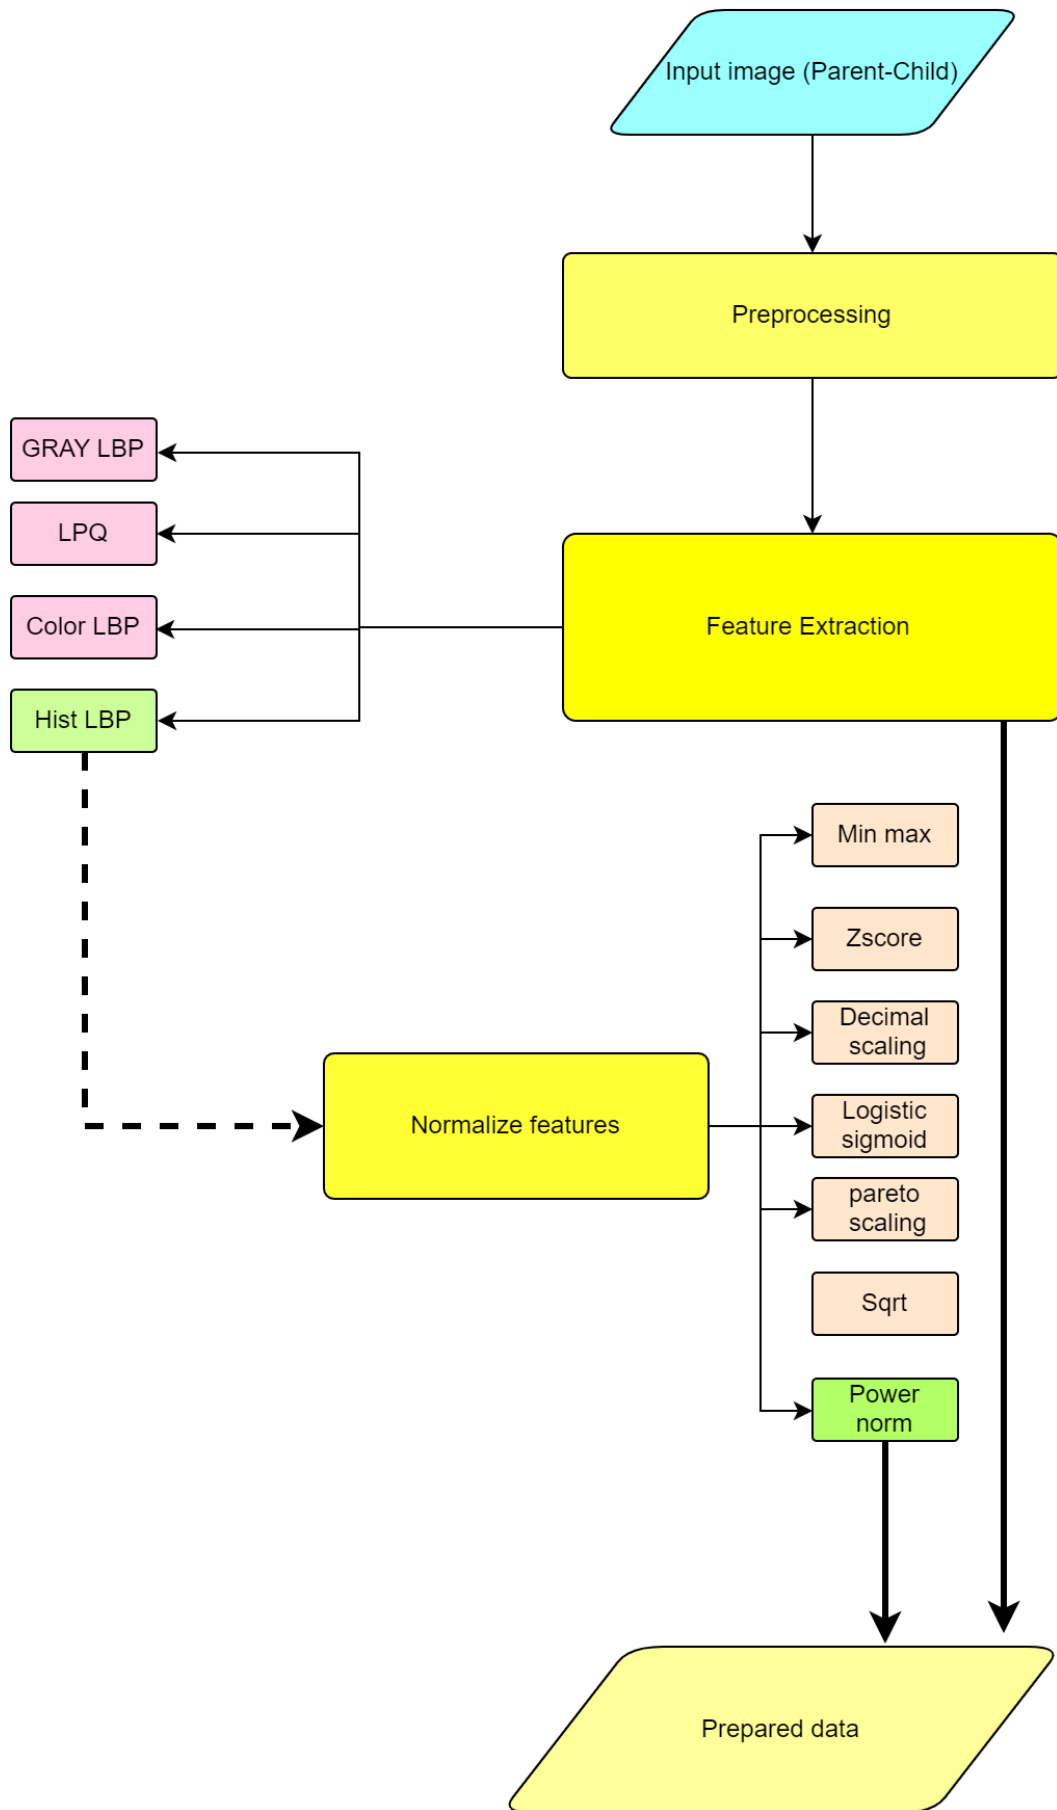 Input image (Parent-Child)
Preprocessing
GRAY LBP
LPQ
Color LBP
Hist LBP
Feature Extraction
Min max
Zscore
Decimal
scaling
Logistic
sigmoid
pareto
scaling
Sqrt
Power
norm
Normalize features
Prepared data